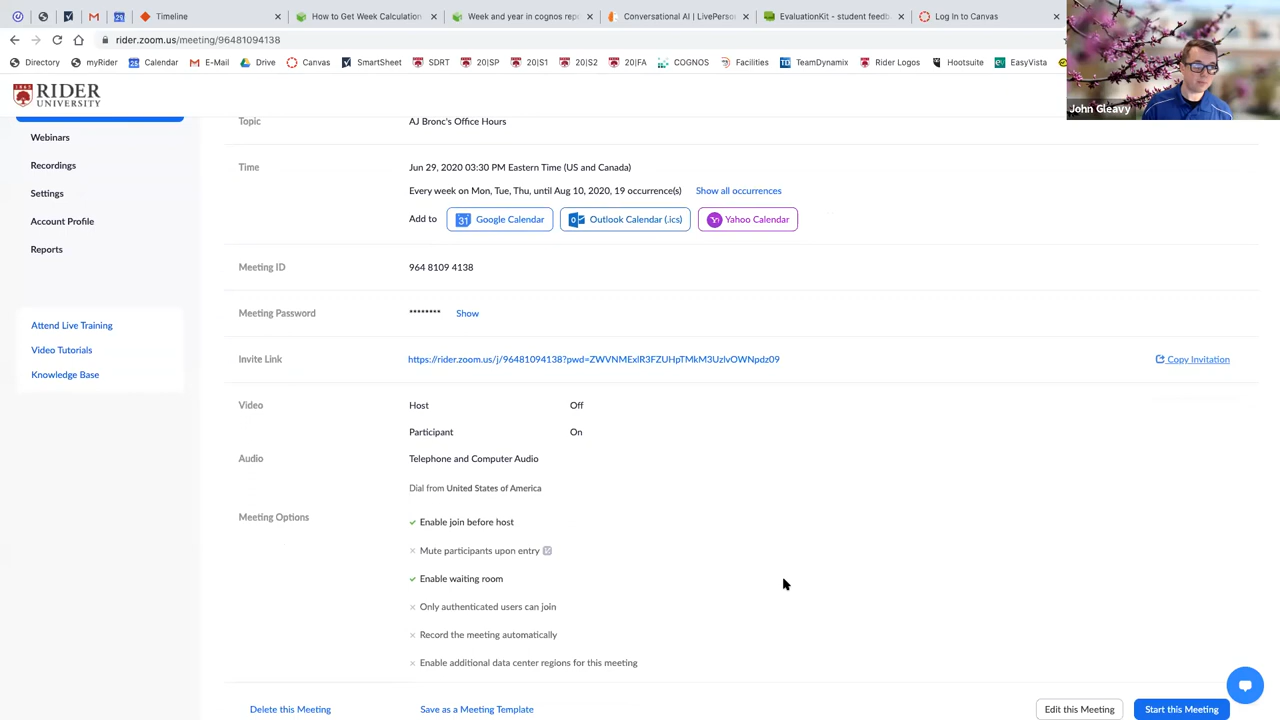 Timeline
How to Get Week Calculation
Week and year in cognos rep
Conversational AI | LivePerso
EvaluationKit - student feedb
Log In to Canvas
rider.zoom.us/meeting/96481094138
Directory
myRider
Calendar
E-Mail
Drive
Canvas
SmartSheet
SDRT
20|SP
20|S1
20|S2
20|FA
COGNOS
Facilities
TeamDynamix
Rider Logos
Hootsuite
EasyVista
John Gleavy
RIDER
UNIVERSITY
Webinars
Recordings
Settings
Account Profile
Reports
Attend Live Training
Video Tutorials
Knowledge Base
Topic
AJ Bronc's Office Hours
Time
Jun 29, 2020 03:30 PM Eastern Time (US and Canada)
Every week on Mon, Tue, Thu, until Aug 10, 2020, 19 occurrence(s) Show all occurrences
Add to
Google Calendar
Outlook Calendar (.ics)
Yahoo Calendar
Meeting ID
964 8109 4138
Meeting Password
******** Show
Invite Link
https://rider.zoom.us/j/96481094138?pwd=ZWVNMExlR3FZUHpTMkM3UzlvOWNpdz09
Copy Invitation
Video
Host Off
Participant On
Audio
Telephone and Computer Audio
Dial from United States of America
Meeting Options
Enable join before host
Mute participants upon entry
Enable waiting room
Only authenticated users can join
Record the meeting automatically
Enable additional data center regions for this meeting
Delete this Meeting
Save as a Meeting Template
Edit this Meeting
Start this Meeting